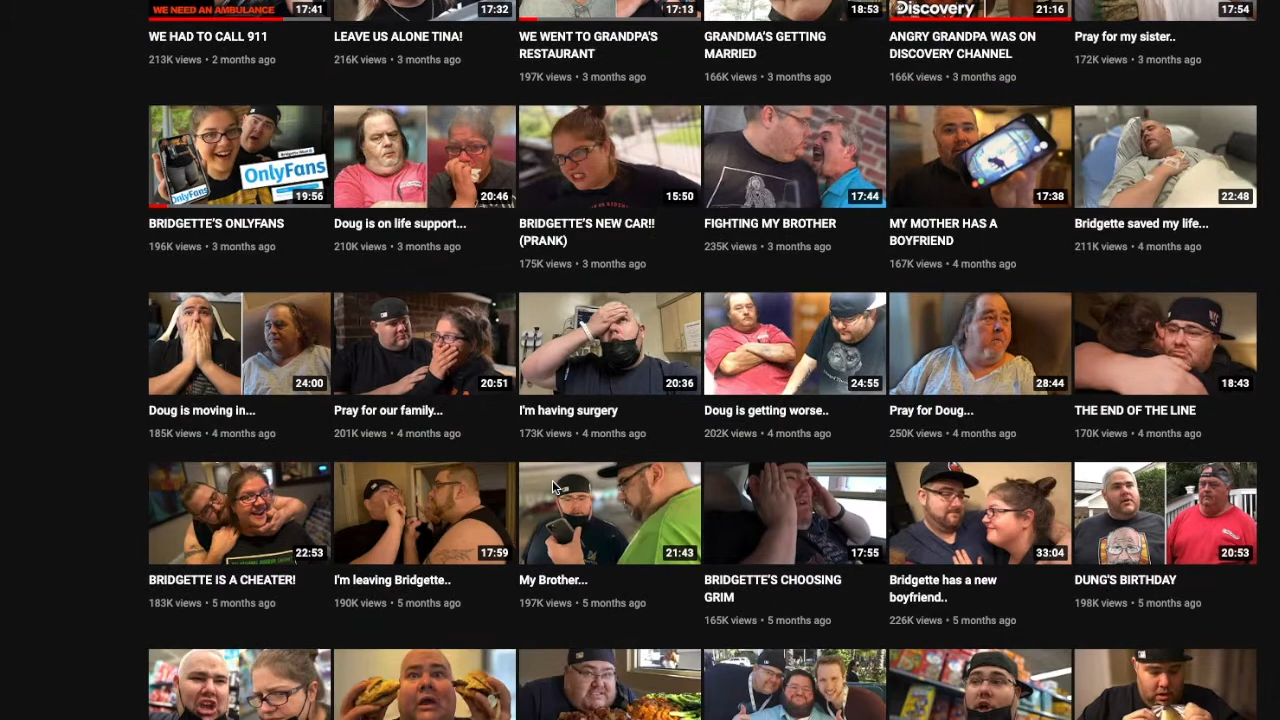 WE NEED AN AMBULANCE
17:41
17:32
17:13
18:53
Discovery
21:16
17:54
WE HAD TO CALL 911
LEAVE US ALONE TINA!
WE WENT TO GRANDPA'S
RESTAURANT
GRANDMA'S GETTING
MARRIED
ANGRY GRANDPA WAS ON
DISCOVERY CHANNEL
Pray for my sister..
213K views • 2 months ago
216K views • 3 months ago
197K views • 3 months ago
166K views • 3 months ago
166K views • 3 months ago
172K views • 3 months ago
OnlyFans
OnlyFans
19:56
20:46
15:50
17:44
17:38
22:48
BRIDGETTE'S ONLYFANS
Doug is on life support...
BRIDGETTE'S NEW CAR!!
(PRANK)
FIGHTING MY BROTHER
MY MOTHER HAS A
BOYFRIEND
Bridgette saved my life...
196K views • 3 months ago
210K views • 3 months ago
175K views • 3 months ago
235K views • 3 months ago
167K views • 4 months ago
211K views • 4 months ago
24:00
20:51
20:36
24:55
28:44
18:43
Doug is moving in...
Pray for our family...
I'm having surgery
Doug is getting worse..
Pray for Doug...
THE END OF THE LINE
185K views • 4 months ago
201K views • 4 months ago
173K views • 4 months ago
202K views • 4 months ago
250K views • 4 months ago
170K views • 4 months ago
22:53
17:59
21:43
17:55
33:04
20:53
BRIDGETTE IS A CHEATER!
I'm leaving Bridgette..
My Brother...
BRIDGETTE'S CHOOSING
GRIM
Bridgette has a new
boyfriend..
DUNG'S BIRTHDAY
183K views • 5 months ago
190K views • 5 months ago
197K views • 5 months ago
165K views • 5 months ago
226K views • 5 months ago
198K views • 5 months ago